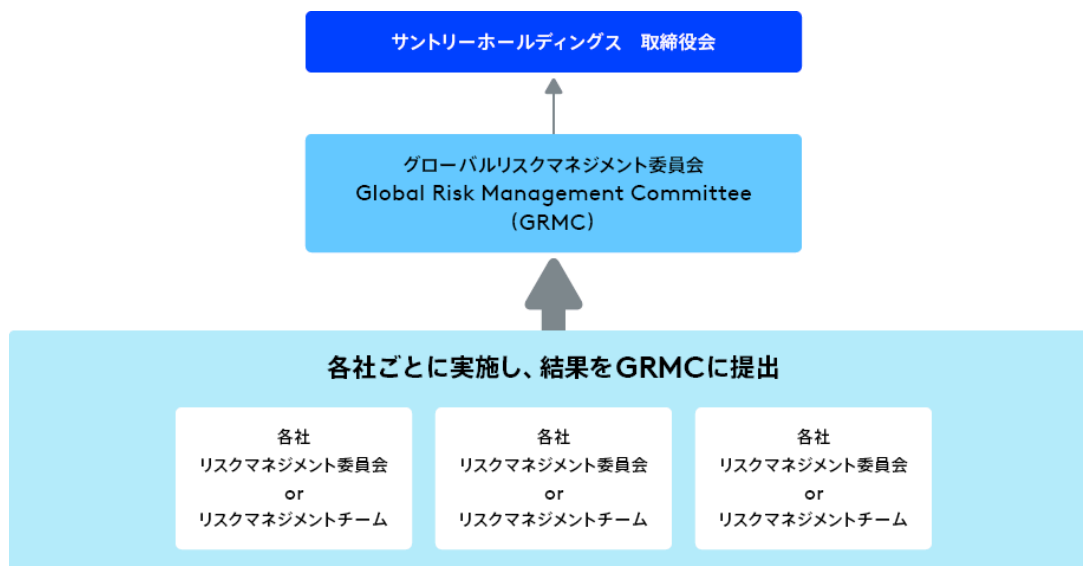 サントリーホールディングス　取締役会
グローバルリスクマネジメント委員会
Global Risk Management Committee
(GRMC)
各社ごとに実施し、結果をGRMCに提出
各社
リスクマネジメント委員会
or
リスクマネジメントチーム
各社
リスクマネジメント委員会
or
リスクマネジメントチーム
各社
リスクマネジメント委員会
or
リスクマネジメントチーム